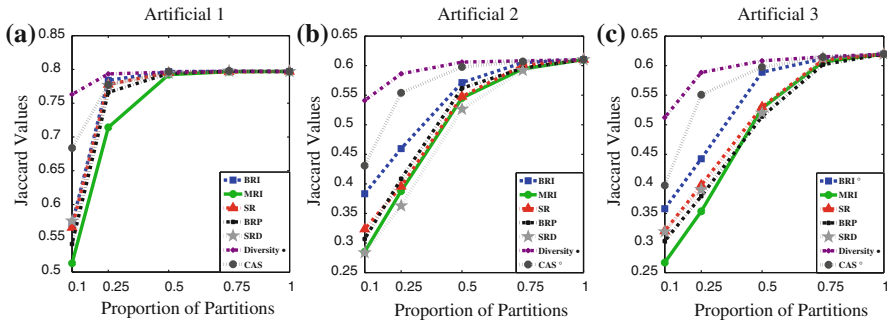 Artificial 1
(a)
0.85
0.8
0.75
0.7
0.65
0.6
0.55
0.5
Jaccard Values
0.1 0.25 0.5 0.75 1
Proportion of Partitions
BRI
MRI
SR
BRP
SRD
Diversity •
CAS
Artificial 2
(b)
0.65
0.6
0.55
0.5
0.45
0.4
0.35
0.3
0.25
Jaccard Values
0.1 0.25 0.5 0.75 1
Proportion of Partitions
BRI
MRI
SR
BRP
SRD
Diversity •
CAS °
Artificial 3
(c)
0.65
0.6
0.55
0.5
0.45
0.4
0.35
0.3
0.25
Jaccard Values
0.1 0.25 0.5 0.75 1
Proportion of Partitions
BRI °
MRI
SR
BRP
SRD
Diversity •
CAS °